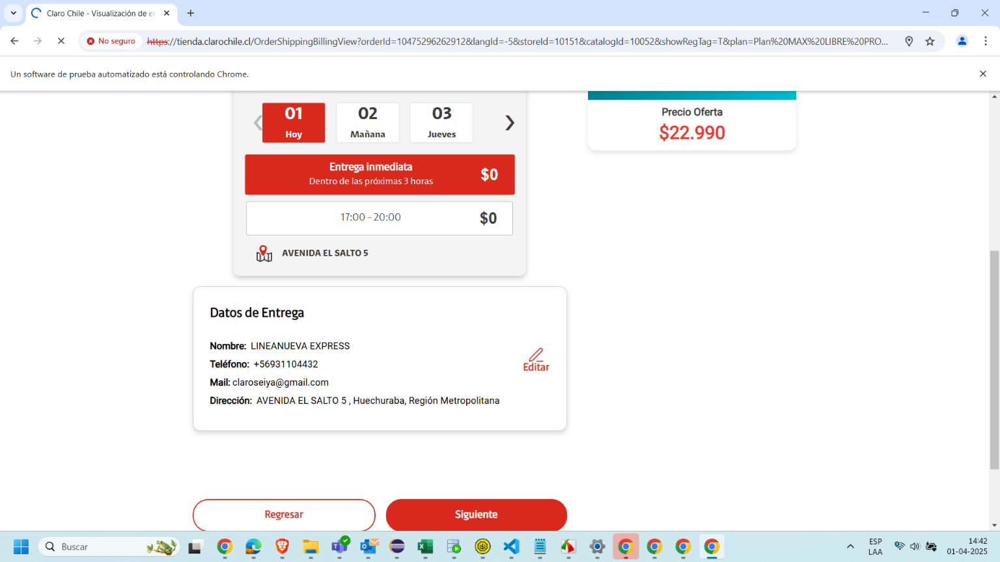 Claro Chile - Visualización de e
No seguro
https://tienda.clarochile.cl/OrderShippingBillingView?orderId=10475296262912&langId=-5&storeId=10151&catalogId=10052&showRegTag=T&plan=Plan%20MAX%20LIBRE%20PRO...
Un software de prueba automatizado está controlando Chrome.
01
Hoy
02
Mañana
03
Jueves
Entrega inmediata
Dentro de las próximas 3 horas
$0
17:00 - 20:00
$0
AVENIDA EL SALTO 5
Precio Oferta
$22.990
Datos de Entrega
Nombre: LINEANUEVA EXPRESS
Teléfono: +56931104432
Mail: claroseiya@gmail.com
Dirección: AVENIDA EL SALTO 5 , Huechuraba, Región Metropolitana
Editar
Regresar
Siguiente
Buscar
ESP
LAA
14:42
01-04-2025